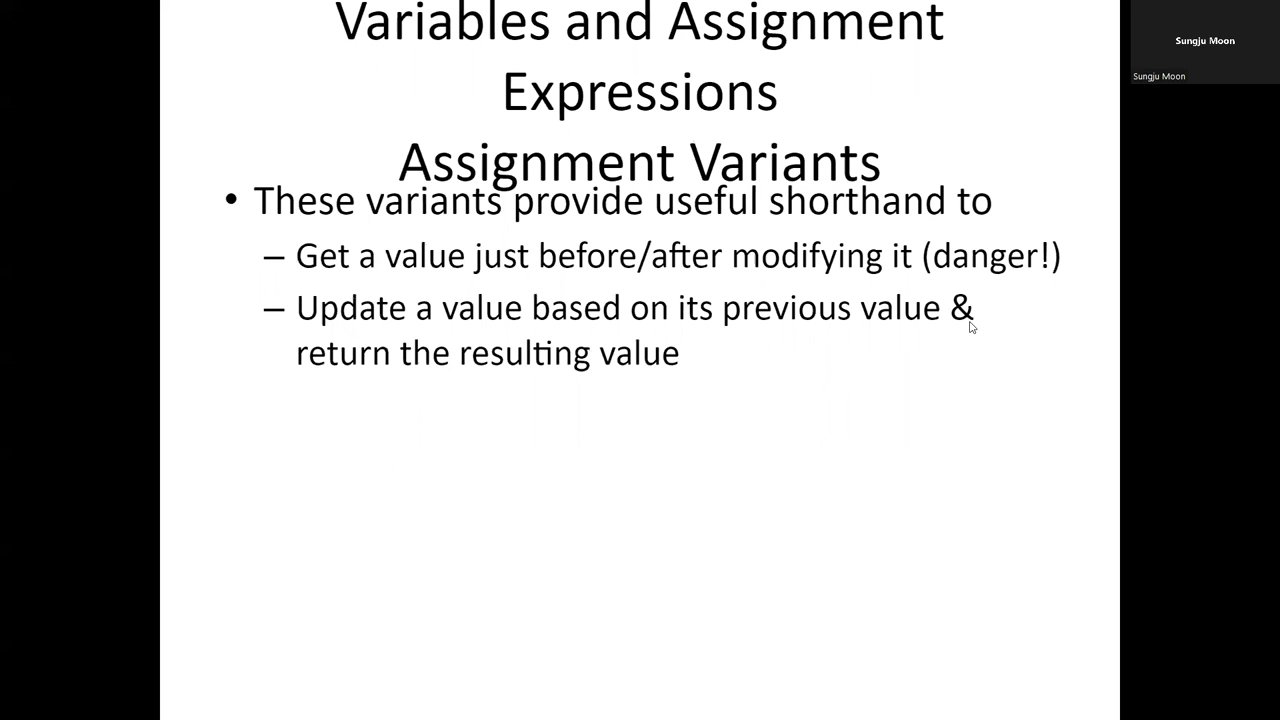 Variables and Assignment
Expressions
Assignment Variants
• These variants provide useful shorthand to
– Get a value just before/after modifying it (danger!)
– Update a value based on its previous value &
return the resulting value
Sungju Moon
Sungju Moon